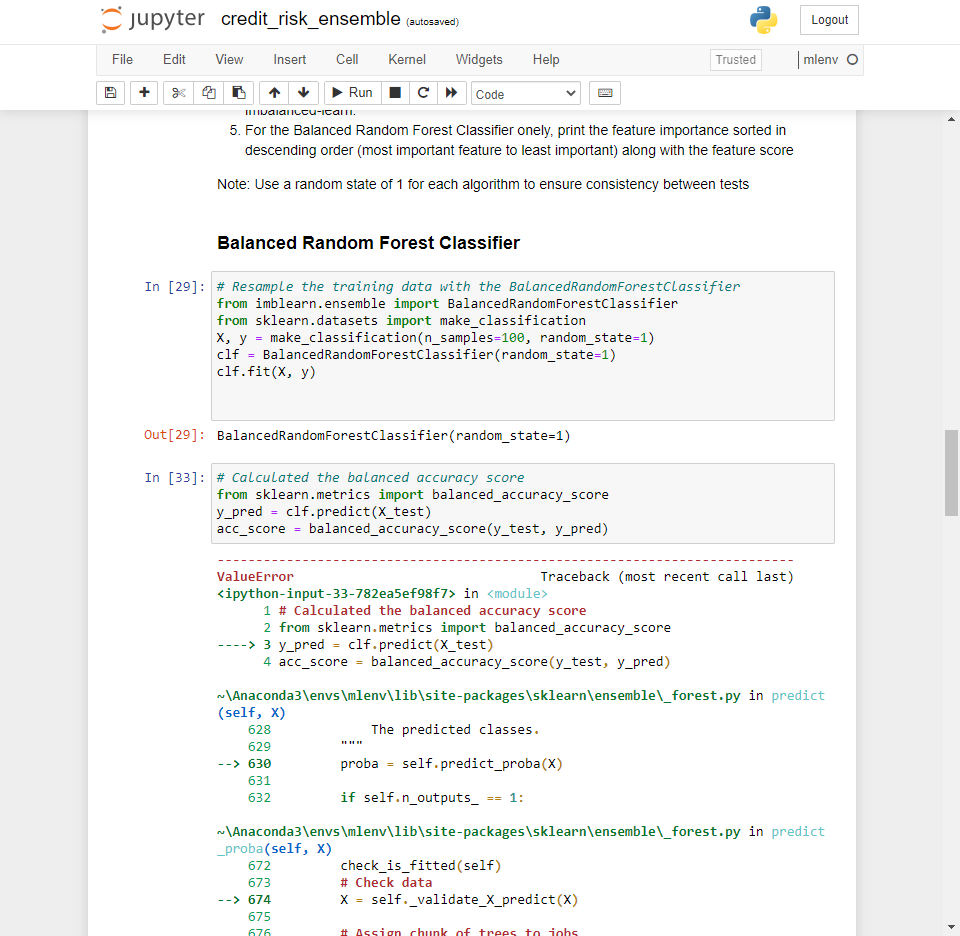 jupyter credit_risk_ensemble (autosaved)
Logout
File Edit View Insert Cell Kernel Widgets Help Trusted mlenv
Run Code
imbalanced-learn.
5. For the Balanced Random Forest Classifier onely, print the feature importance sorted in
descending order (most important feature to least important) along with the feature score
Note: Use a random state of 1 for each algorithm to ensure consistency between tests
Balanced Random Forest Classifier
In [29]: # Resample the training data with the BalancedRandomForestClassifier
from imblearn.ensemble import BalancedRandomForestClassifier
from sklearn.datasets import make_classification
X, y = make_classification(n_samples=100, random_state=1)
clf = BalancedRandomForestClassifier(random_state=1)
clf.fit(X, y)
Out[29]: BalancedRandomForestClassifier(random_state=1)
In [33]: # Calculated the balanced accuracy score
from sklearn.metrics import balanced_accuracy_score
y_pred = clf.predict(X_test)
acc_score = balanced_accuracy_score(y_test, y_pred)
---------------------------------------------------------------------------
ValueError                                Traceback (most recent call last)
<ipython-input-33-782ea5ef98f7> in <module>
      1 # Calculated the balanced accuracy score
      2 from sklearn.metrics import balanced_accuracy_score
----> 3 y_pred = clf.predict(X_test)
      4 acc_score = balanced_accuracy_score(y_test, y_pred)
~\Anaconda3\envs\mlenv\lib\site-packages\sklearn\ensemble\_forest.py in predict
(self, X)
    628             The predicted classes.
    629         """
--> 630         proba = self.predict_proba(X)
    631
    632         if self.n_outputs_ == 1:
~\Anaconda3\envs\mlenv\lib\site-packages\sklearn\ensemble\_forest.py in predict
_proba(self, X)
    672         check_is_fitted(self)
    673         # Check data
--> 674         X = self._validate_X_predict(X)
    675
    676         # Assign chunk of trees to jobs